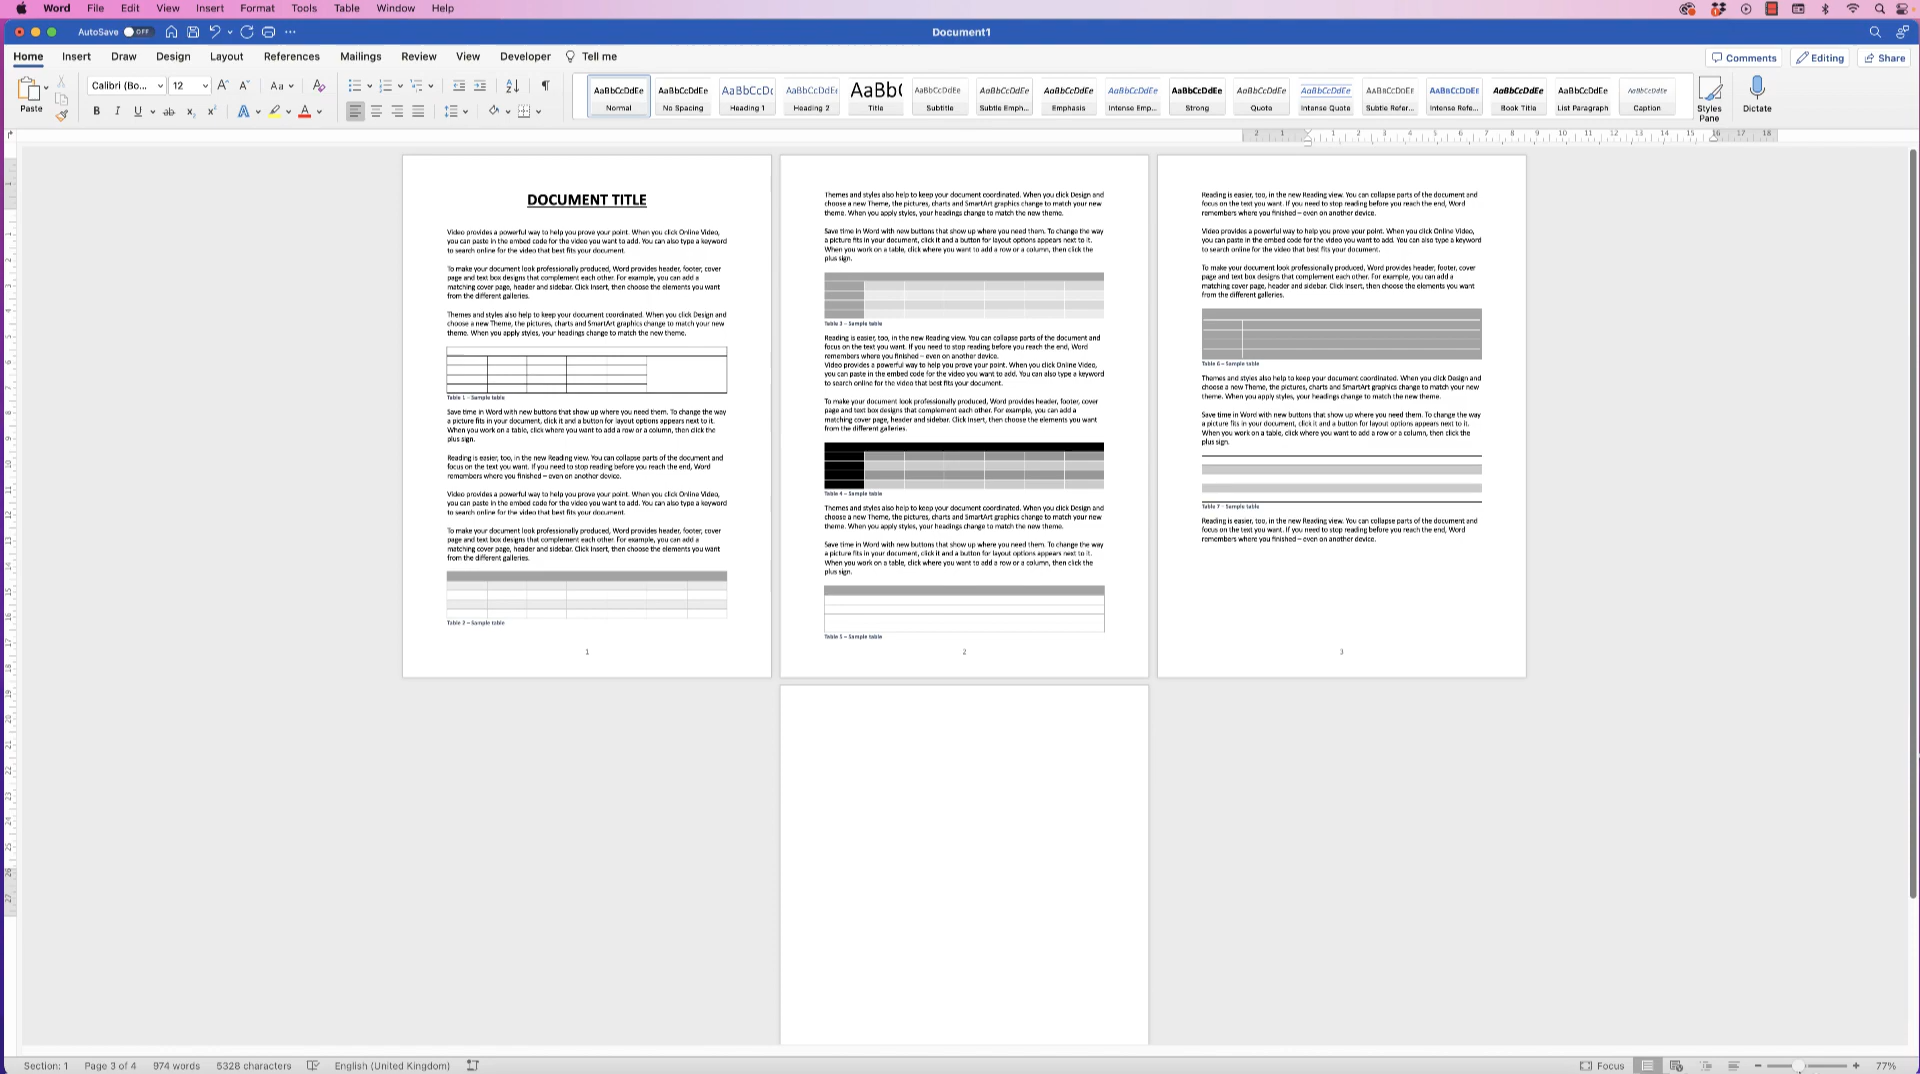 Word File Edit View Insert Format Tools Table Window Help
AutoSave OFF Document1
Home Insert Draw Design Layout References Mailings Review View Developer Tell me Comments Editing Share
Paste Calibri (Bo... 12 Aa
AaBbCcDdEe AaBbCcDdEe AaBbCcDc AaBbCcDdEe AaBb( AaBbCcDdEe AaBbCcDdEe AaBbCcDdEe AaBbCcDdEe AaBbCcDdEe AaBbCcDdEe AaBbCcDdEe AaBbCcDdEe AaBbCcDdEe AaBbCcDdEe AaBbCcDdEe AaBbCcDdEe
Normal No Spacing Heading 1 Heading 2 Title Subtitle Subtle Emph... Emphasis Intense Emp... Strong Quote Intense Quote Subtle Refer... Intense Refe... Book Title List Paragraph Caption
Styles Pane Dictate
B I U ab x x A A
2 1 1 2 3 4 5 6 7 8 9 10 11 12 13 14 15 16 17 18
DOCUMENT TITLE
Video provides a powerful way to help you prove your point. When you click Online Video,
you can paste in the embed code for the video you want to add. You can also type a keyword
to search online for the video that best fits your document.
To make your document look professionally produced, Word provides header, footer, cover
page and text box designs that complement each other. For example, you can add a
matching cover page, header and sidebar. Click Insert, then choose the elements you want
from the different galleries.
Themes and styles also help to keep your document coordinated. When you click Design and
choose a new Theme, the pictures, charts and SmartArt graphics change to match your new
theme. When you apply styles, your headings change to match the new theme.
Table 1 – Sample table
Save time in Word with new buttons that show up where you need them. To change the way
a picture fits in your document, click it and a button for layout options appears next to it.
When you work on a table, click where you want to add a row or a column, then click the
plus sign.
Reading is easier, too, in the new Reading view. You can collapse parts of the document and
focus on the text you want. If you need to stop reading before you reach the end, Word
remembers where you finished – even on another device.
Video provides a powerful way to help you prove your point. When you click Online Video,
you can paste in the embed code for the video you want to add. You can also type a keyword
to search online for the video that best fits your document.
To make your document look professionally produced, Word provides header, footer, cover
page and text box designs that complement each other. For example, you can add a
matching cover page, header and sidebar. Click Insert, then choose the elements you want
from the different galleries.
Table 2 – Sample table
1
Themes and styles also help to keep your document coordinated. When you click Design and
choose a new Theme, the pictures, charts and SmartArt graphics change to match your new
theme. When you apply styles, your headings change to match the new theme.
Save time in Word with new buttons that show up where you need them. To change the way
a picture fits in your document, click it and a button for layout options appears next to it.
When you work on a table, click where you want to add a row or a column, then click the
plus sign.
Table 3 – Sample table
Reading is easier, too, in the new Reading view. You can collapse parts of the document and
focus on the text you want. If you need to stop reading before you reach the end, Word
remembers where you finished – even on another device.
Video provides a powerful way to help you prove your point. When you click Online Video,
you can paste in the embed code for the video you want to add. You can also type a keyword
to search online for the video that best fits your document.
To make your document look professionally produced, Word provides header, footer, cover
page and text box designs that complement each other. For example, you can add a
matching cover page, header and sidebar. Click Insert, then choose the elements you want
from the different galleries.
Table 4 – Sample table
Themes and styles also help to keep your document coordinated. When you click Design and
choose a new Theme, the pictures, charts and SmartArt graphics change to match your new
theme. When you apply styles, your headings change to match the new theme.
Save time in Word with new buttons that show up where you need them. To change the way
a picture fits in your document, click it and a button for layout options appears next to it.
When you work on a table, click where you want to add a row or a column, then click the
plus sign.
Table 5 – Sample table
2
Reading is easier, too, in the new Reading view. You can collapse parts of the document and
focus on the text you want. If you need to stop reading before you reach the end, Word
remembers where you finished – even on another device.
Video provides a powerful way to help you prove your point. When you click Online Video,
you can paste in the embed code for the video you want to add. You can also type a keyword
to search online for the video that best fits your document.
To make your document look professionally produced, Word provides header, footer, cover
page and text box designs that complement each other. For example, you can add a
matching cover page, header and sidebar. Click Insert, then choose the elements you want
from the different galleries.
Table 6 – Sample table
Themes and styles also help to keep your document coordinated. When you click Design and
choose a new Theme, the pictures, charts and SmartArt graphics change to match your new
theme. When you apply styles, your headings change to match the new theme.
Save time in Word with new buttons that show up where you need them. To change the way
a picture fits in your document, click it and a button for layout options appears next to it.
When you work on a table, click where you want to add a row or a column, then click the
plus sign.
Table 7 - Sample table
Reading is easier, too, in the new Reading view. You can collapse parts of the document and
focus on the text you want. If you need to stop reading before you reach the end, Word
remembers where you finished – even on another device.
3
Section: 1 Page 3 of 4 974 words 5328 characters English (United Kingdom) Focus 77%